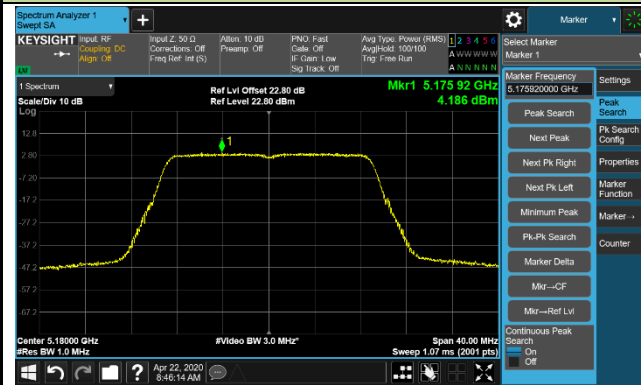 Spectrum Analyzer 1
Swept SA
Marker
KEYSIGHT
Input: RF
Coupling: DC
Align: Off
Input Z: 50 Ω
Corrections: Off
Freq Ref: Int (S)
Atten: 10 dB
Preamp: Off
PNO: Fast
Gate: Off
IF Gain: Low
Sig Track: Off
Avg Type: Power (RMS)
Avg|Hold: 100/100
Trig: Free Run
1 2 3 4 5 6
A W W W W W
A N N N N N
LXI
Select Marker
Marker 1
1 Spectrum
Scale/Div 10 dB
Log
Ref Lvl Offset 22.80 dB
Ref Level 22.80 dBm
Mkr1 5.175 92 GHz
4.186 dBm
Marker Frequency
5.175920000 GHz
Settings
Peak Search
Peak
Search
Next Peak
Pk Search
Config
Next Pk Right
Properties
Next Pk Left
Marker
Function
Minimum Peak
Marker→
Pk-Pk Search
Counter
Marker Delta
Mkr→CF
Mkr→Ref Lvl
Continuous Peak
Search
On
Off
12.8
2.80
-7.20
-17.2
-27.2
-37.2
-47.2
-57.2
-67.2
1
Center 5.18000 GHz
#Res BW 1.0 MHz
#Video BW 3.0 MHz*
Span 40.00 MHz
Sweep 1.07 ms (2001 pts)
Apr 22, 2020
8:46:14 AM